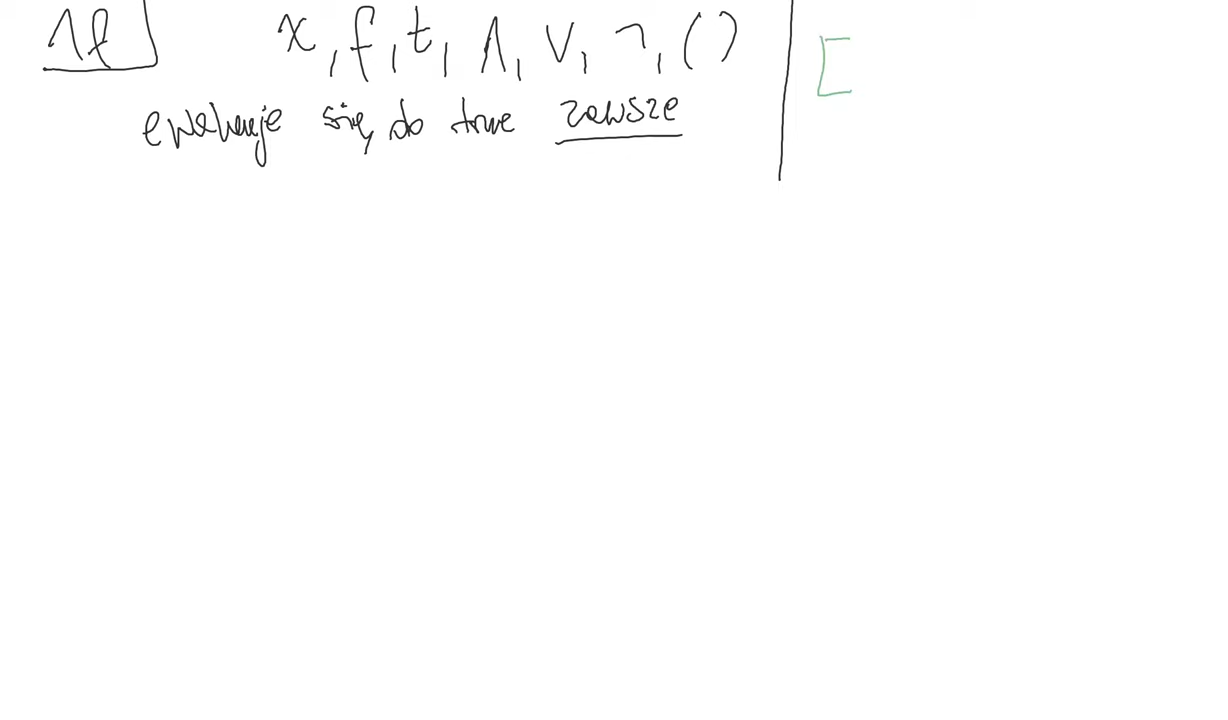 1f x, f, t, ∧, ∨, ¬, ( )
ewaluuje się do true zawsze
[